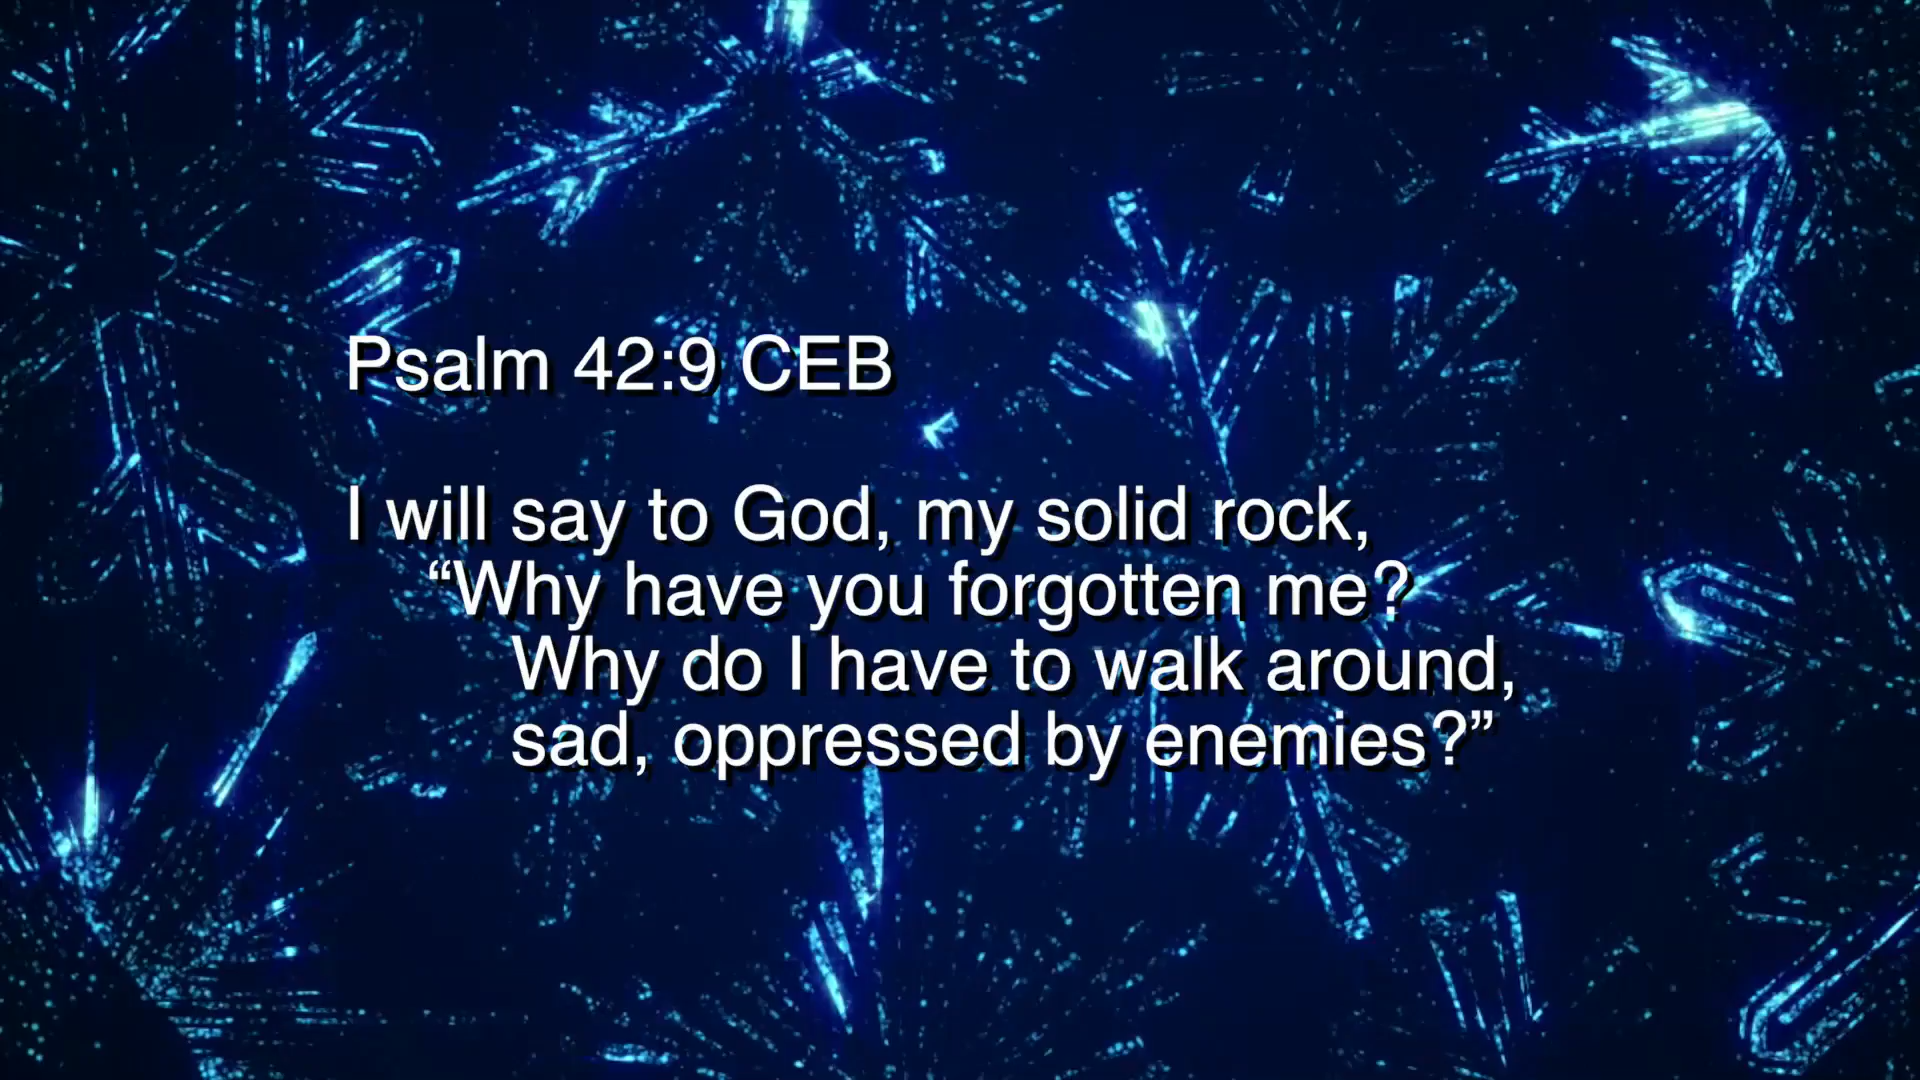 Psalm 42:9 CEB
I will say to God, my solid rock,
“Why have you forgotten me?
Why do I have to walk around,
sad, oppressed by enemies?”